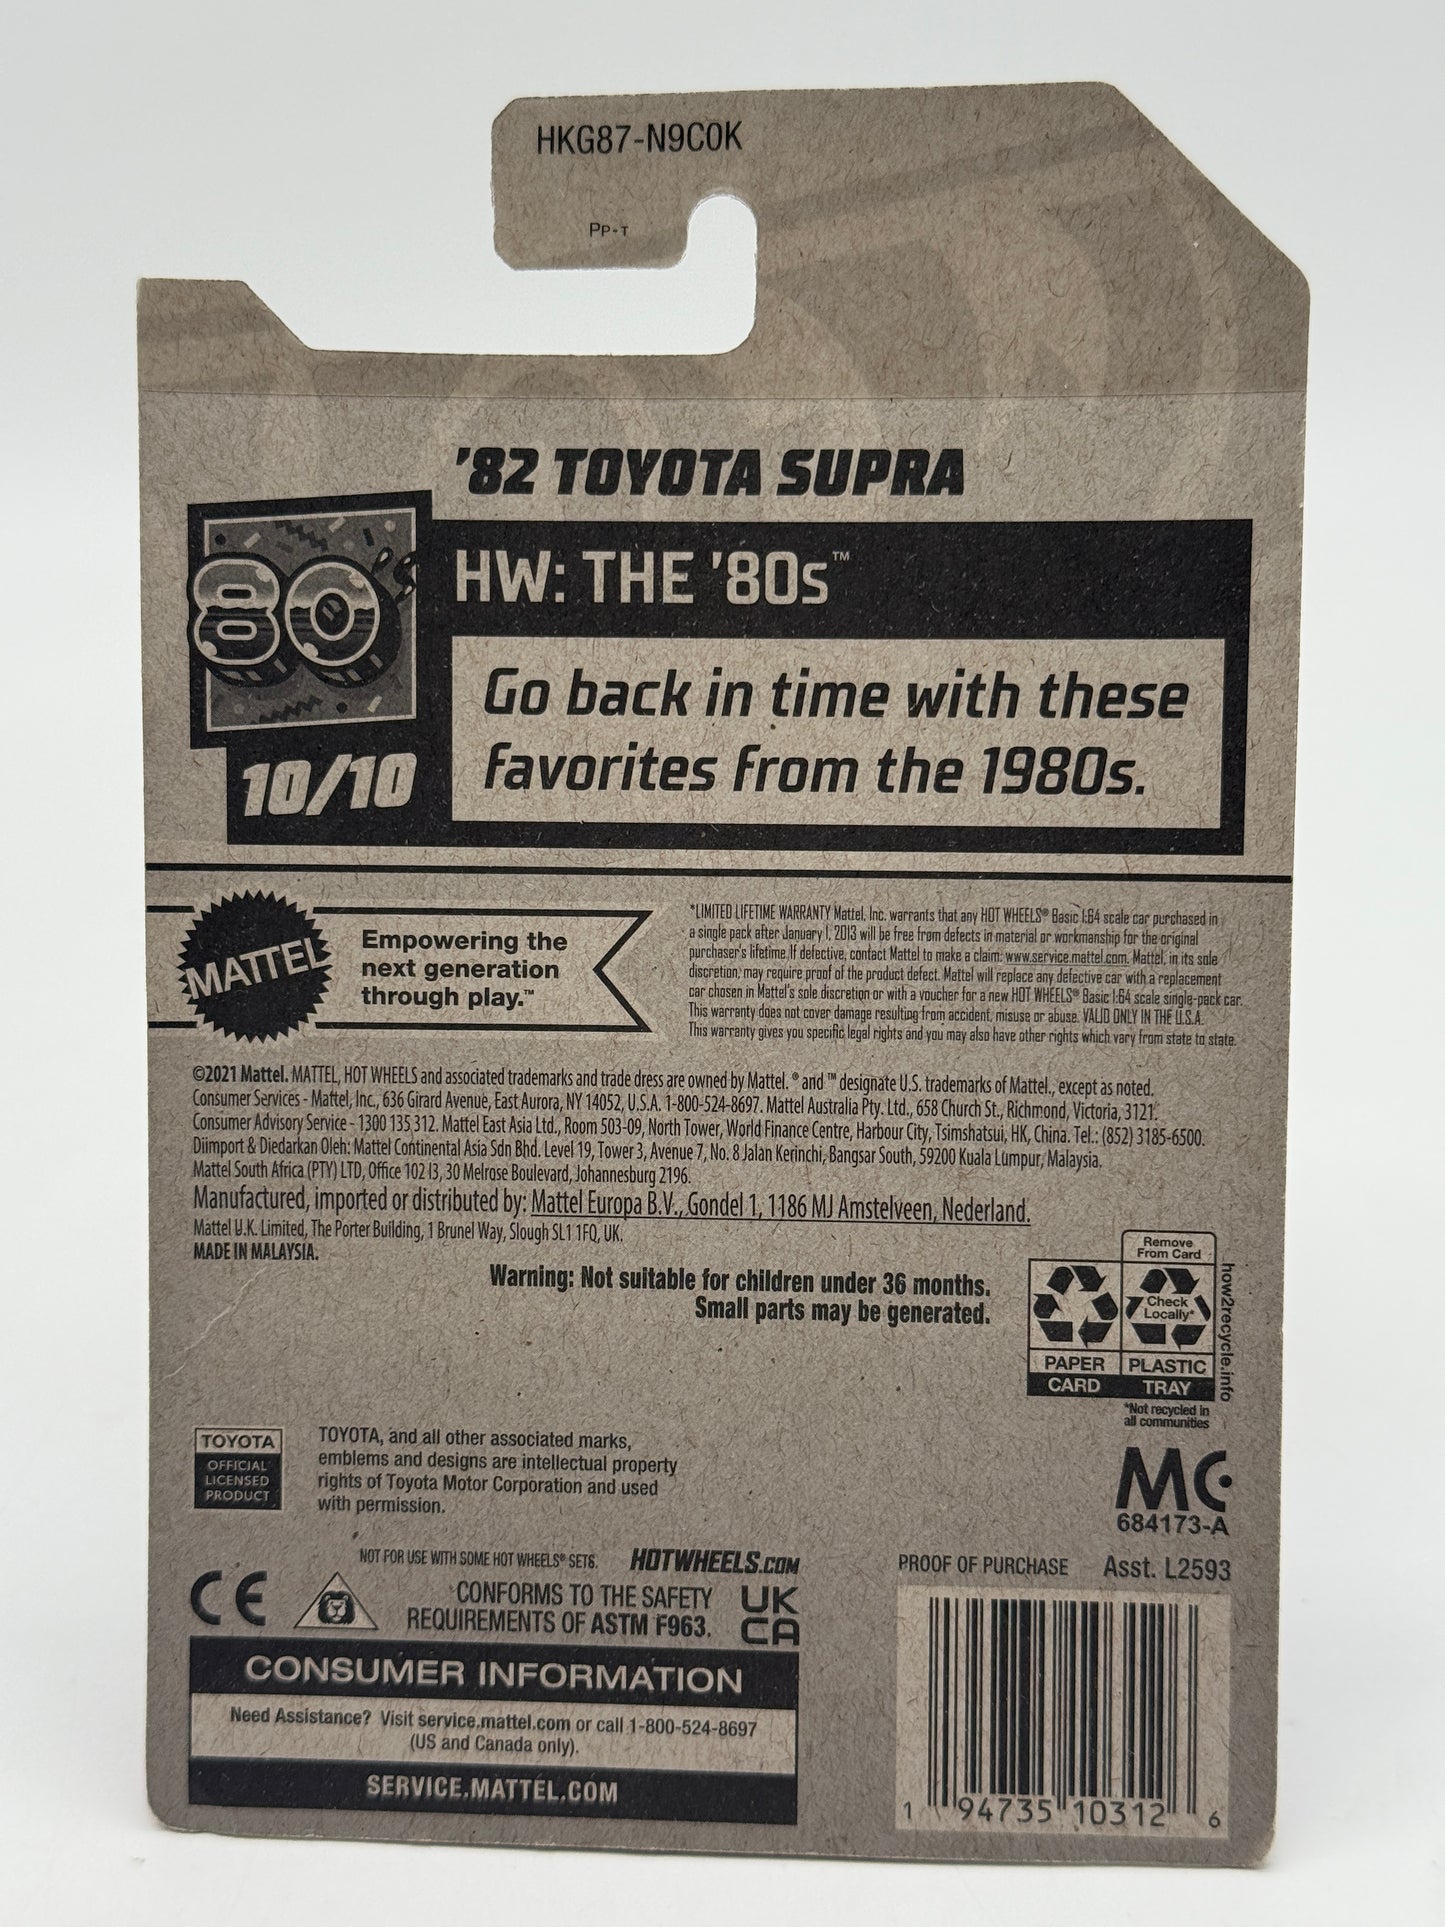 HKG87-N9C0K
PP-T
'82 TOYOTA SUPRA
80's
HW: THE '80s™
Go back in time with these
favorites from the 1980s.
10/10
MATTEL
Empowering the
next generation
through play.™
*LIMITED LIFETIME WARRANTY Mattel, Inc. warrants that any HOT WHEELS® Basic 1:64 scale car purchased in
a single pack after January 1, 2013 will be free from defects in material or workmanship for the original
purchaser's lifetime. If defective, contact Mattel to make a claim: www.service.mattel.com. Mattel, in its sole
discretion, may require proof of the product defect. Mattel will replace any defective car with a replacement
car chosen in Mattel's sole discretion or with a voucher for a new HOT WHEELS® Basic 1:64 scale single-pack car.
This warranty does not cover damage resulting from accident, misuse or abuse. VALID ONLY IN THE U.S.A.
This warranty gives you specific legal rights and you may also have other rights which vary from state to state.
©2021 Mattel. MATTEL, HOT WHEELS and associated trademarks and trade dress are owned by Mattel. ® and ™ designate U.S. trademarks of Mattel., except as noted.
Consumer Services - Mattel, Inc., 636 Girard Avenue, East Aurora, NY 14052, U.S.A. 1-800-524-8697. Mattel Australia Pty. Ltd., 658 Church St., Richmond, Victoria, 3121.
Consumer Advisory Service - 1300 135 312. Mattel East Asia Ltd., Room 503-09, North Tower, World Finance Centre, Harbour City, Tsimshatsui, HK, China. Tel.: (852) 3185-6500.
Diimport & Diedarkan Oleh: Mattel Continental Asia Sdn Bhd. Level 19, Tower 3, Avenue 7, No. 8 Jalan Kerinchi, Bangsar South, 59200 Kuala Lumpur, Malaysia.
Mattel South Africa (PTY) LTD, Office 102 I3, 30 Melrose Boulevard, Johannesburg 2196.
Manufactured, imported or distributed by: Mattel Europa B.V., Gondel 1, 1186 MJ Amstelveen, Nederland.
Mattel U.K. Limited, The Porter Building, 1 Brunel Way, Slough SL1 1FQ, UK.
MADE IN MALAYSIA.
Warning: Not suitable for children under 36 months.
Small parts may be generated.
Remove
From Card
Check
Locally*
PAPER
CARD
PLASTIC
TRAY
how2recycle.info
*Not recycled in
all communities
TOYOTA
OFFICIAL
LICENSED
PRODUCT
TOYOTA, and all other associated marks,
emblems and designs are intellectual property
rights of Toyota Motor Corporation and used
with permission.
MC
684173-A
NOT FOR USE WITH SOME HOT WHEELS® SETS.
HOTWHEELS.COM
CE
CONFORMS TO THE SAFETY
REQUIREMENTS OF ASTM F963.
UK
CA
PROOF OF PURCHASE
Asst. L2593
CONSUMER INFORMATION
Need Assistance? Visit service.mattel.com or call 1-800-524-8697
(US and Canada only).
SERVICE.MATTEL.COM
1 94735 10312 6